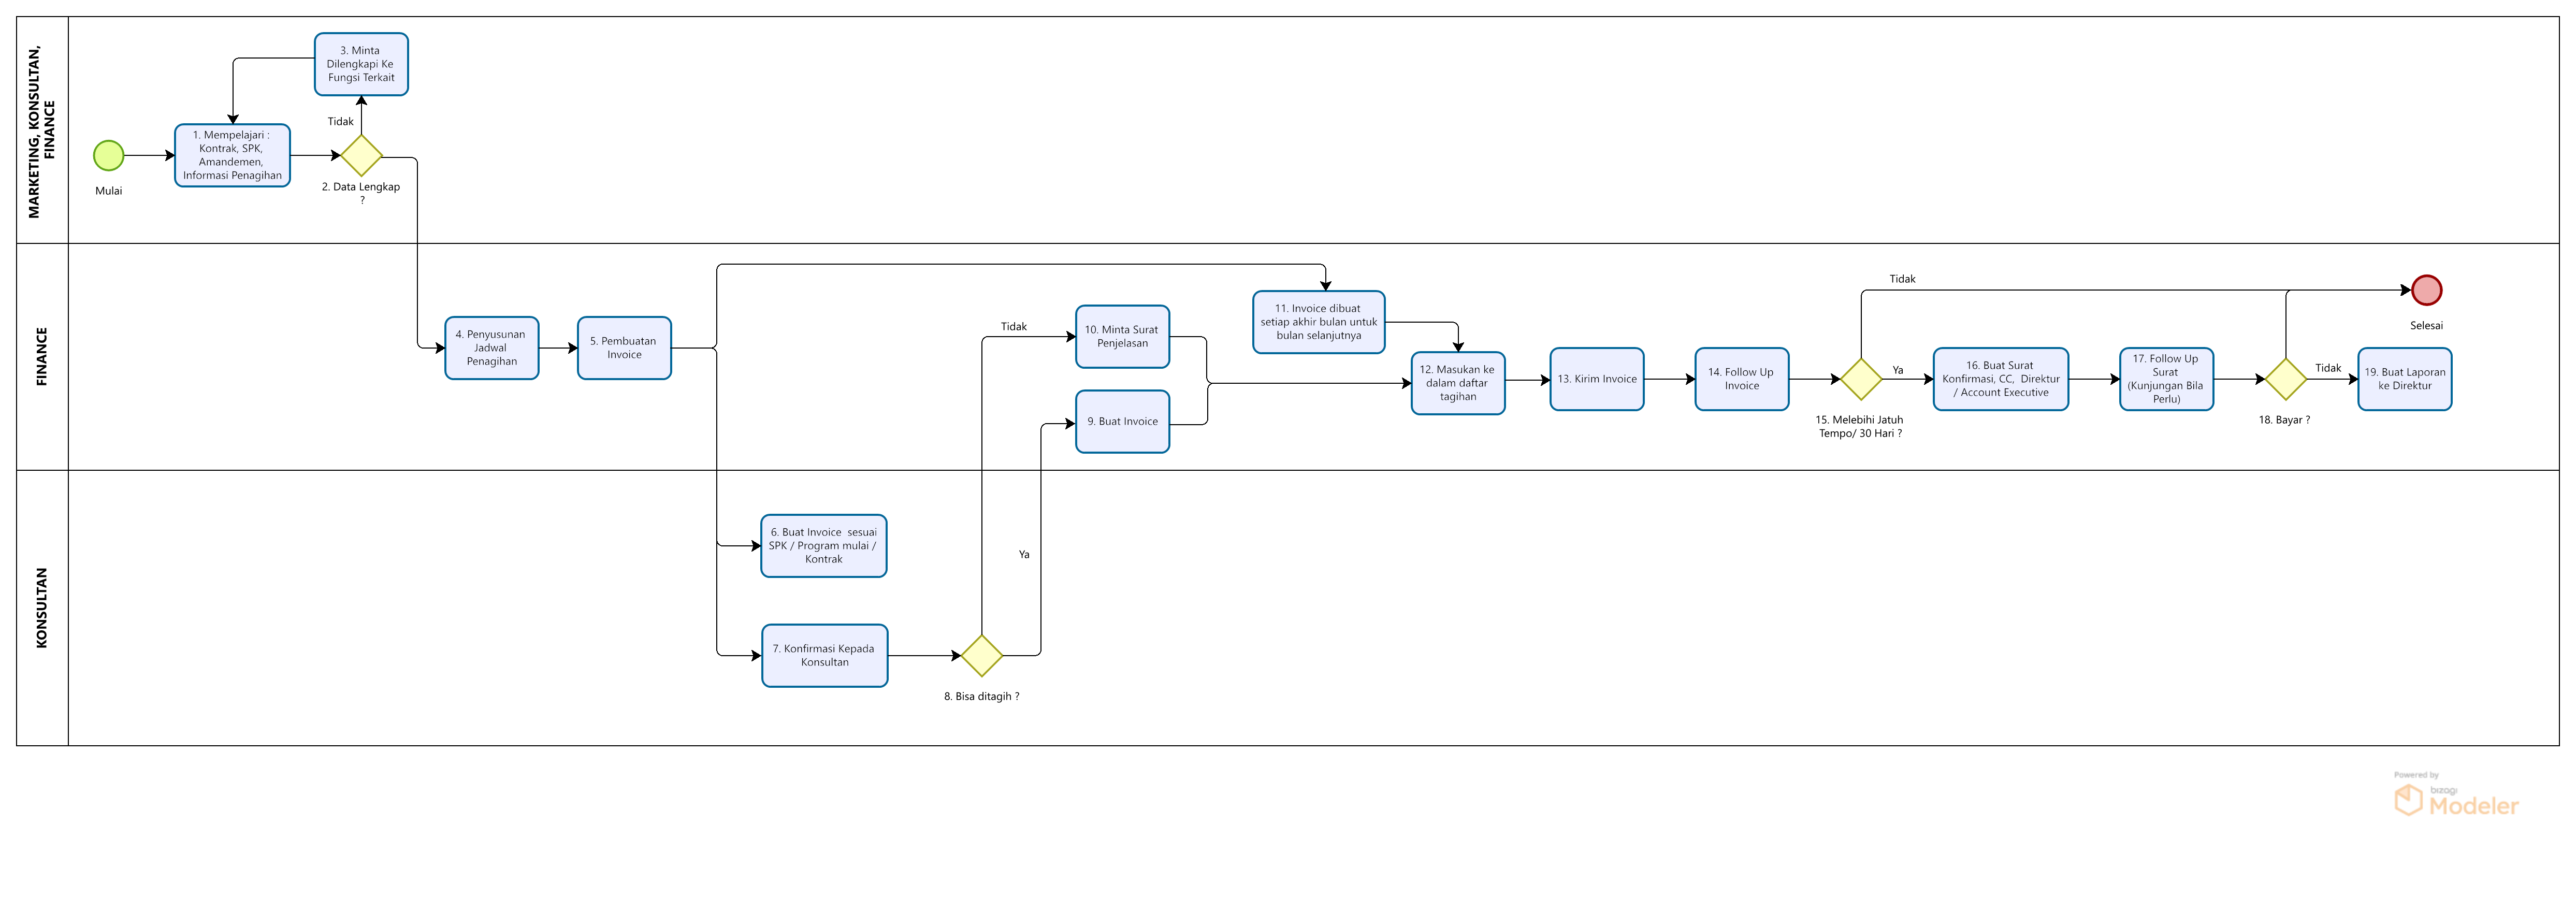 MARKETING, KONSULTAN,
FINANCE
3. Minta
Dilengkapi Ke
Fungsi Terkait
Tidak
1. Mempelajari :
Kontrak, SPK,
Amandemen,
Informasi Penagihan
Mulai
2. Data Lengkap
?
FINANCE
4. Penyusunan
Jadwal
Penagihan
5. Pembuatan
Invoice
Tidak
10. Minta Surat
Penjelasan
9. Buat Invoice
11. Invoice dibuat
setiap akhir bulan untuk
bulan selanjutnya
12. Masukan ke
dalam daftar
tagihan
13. Kirim Invoice
14. Follow Up
Invoice
Tidak
15. Melebihi Jatuh
Tempo/ 30 Hari ?
Ya
16. Buat Surat
Konfirmasi, CC, Direktur
/ Account Executive
17. Follow Up
Surat
(Kunjungan Bila
Perlu)
18. Bayar ?
Tidak
19. Buat Laporan
ke Direktur
Selesai
KONSULTAN
6. Buat Invoice sesuai
SPK / Program mulai /
Kontrak
7. Konfirmasi Kepada
Konsultan
8. Bisa ditagih ?
Ya
Powered by
bizagi
Modeler